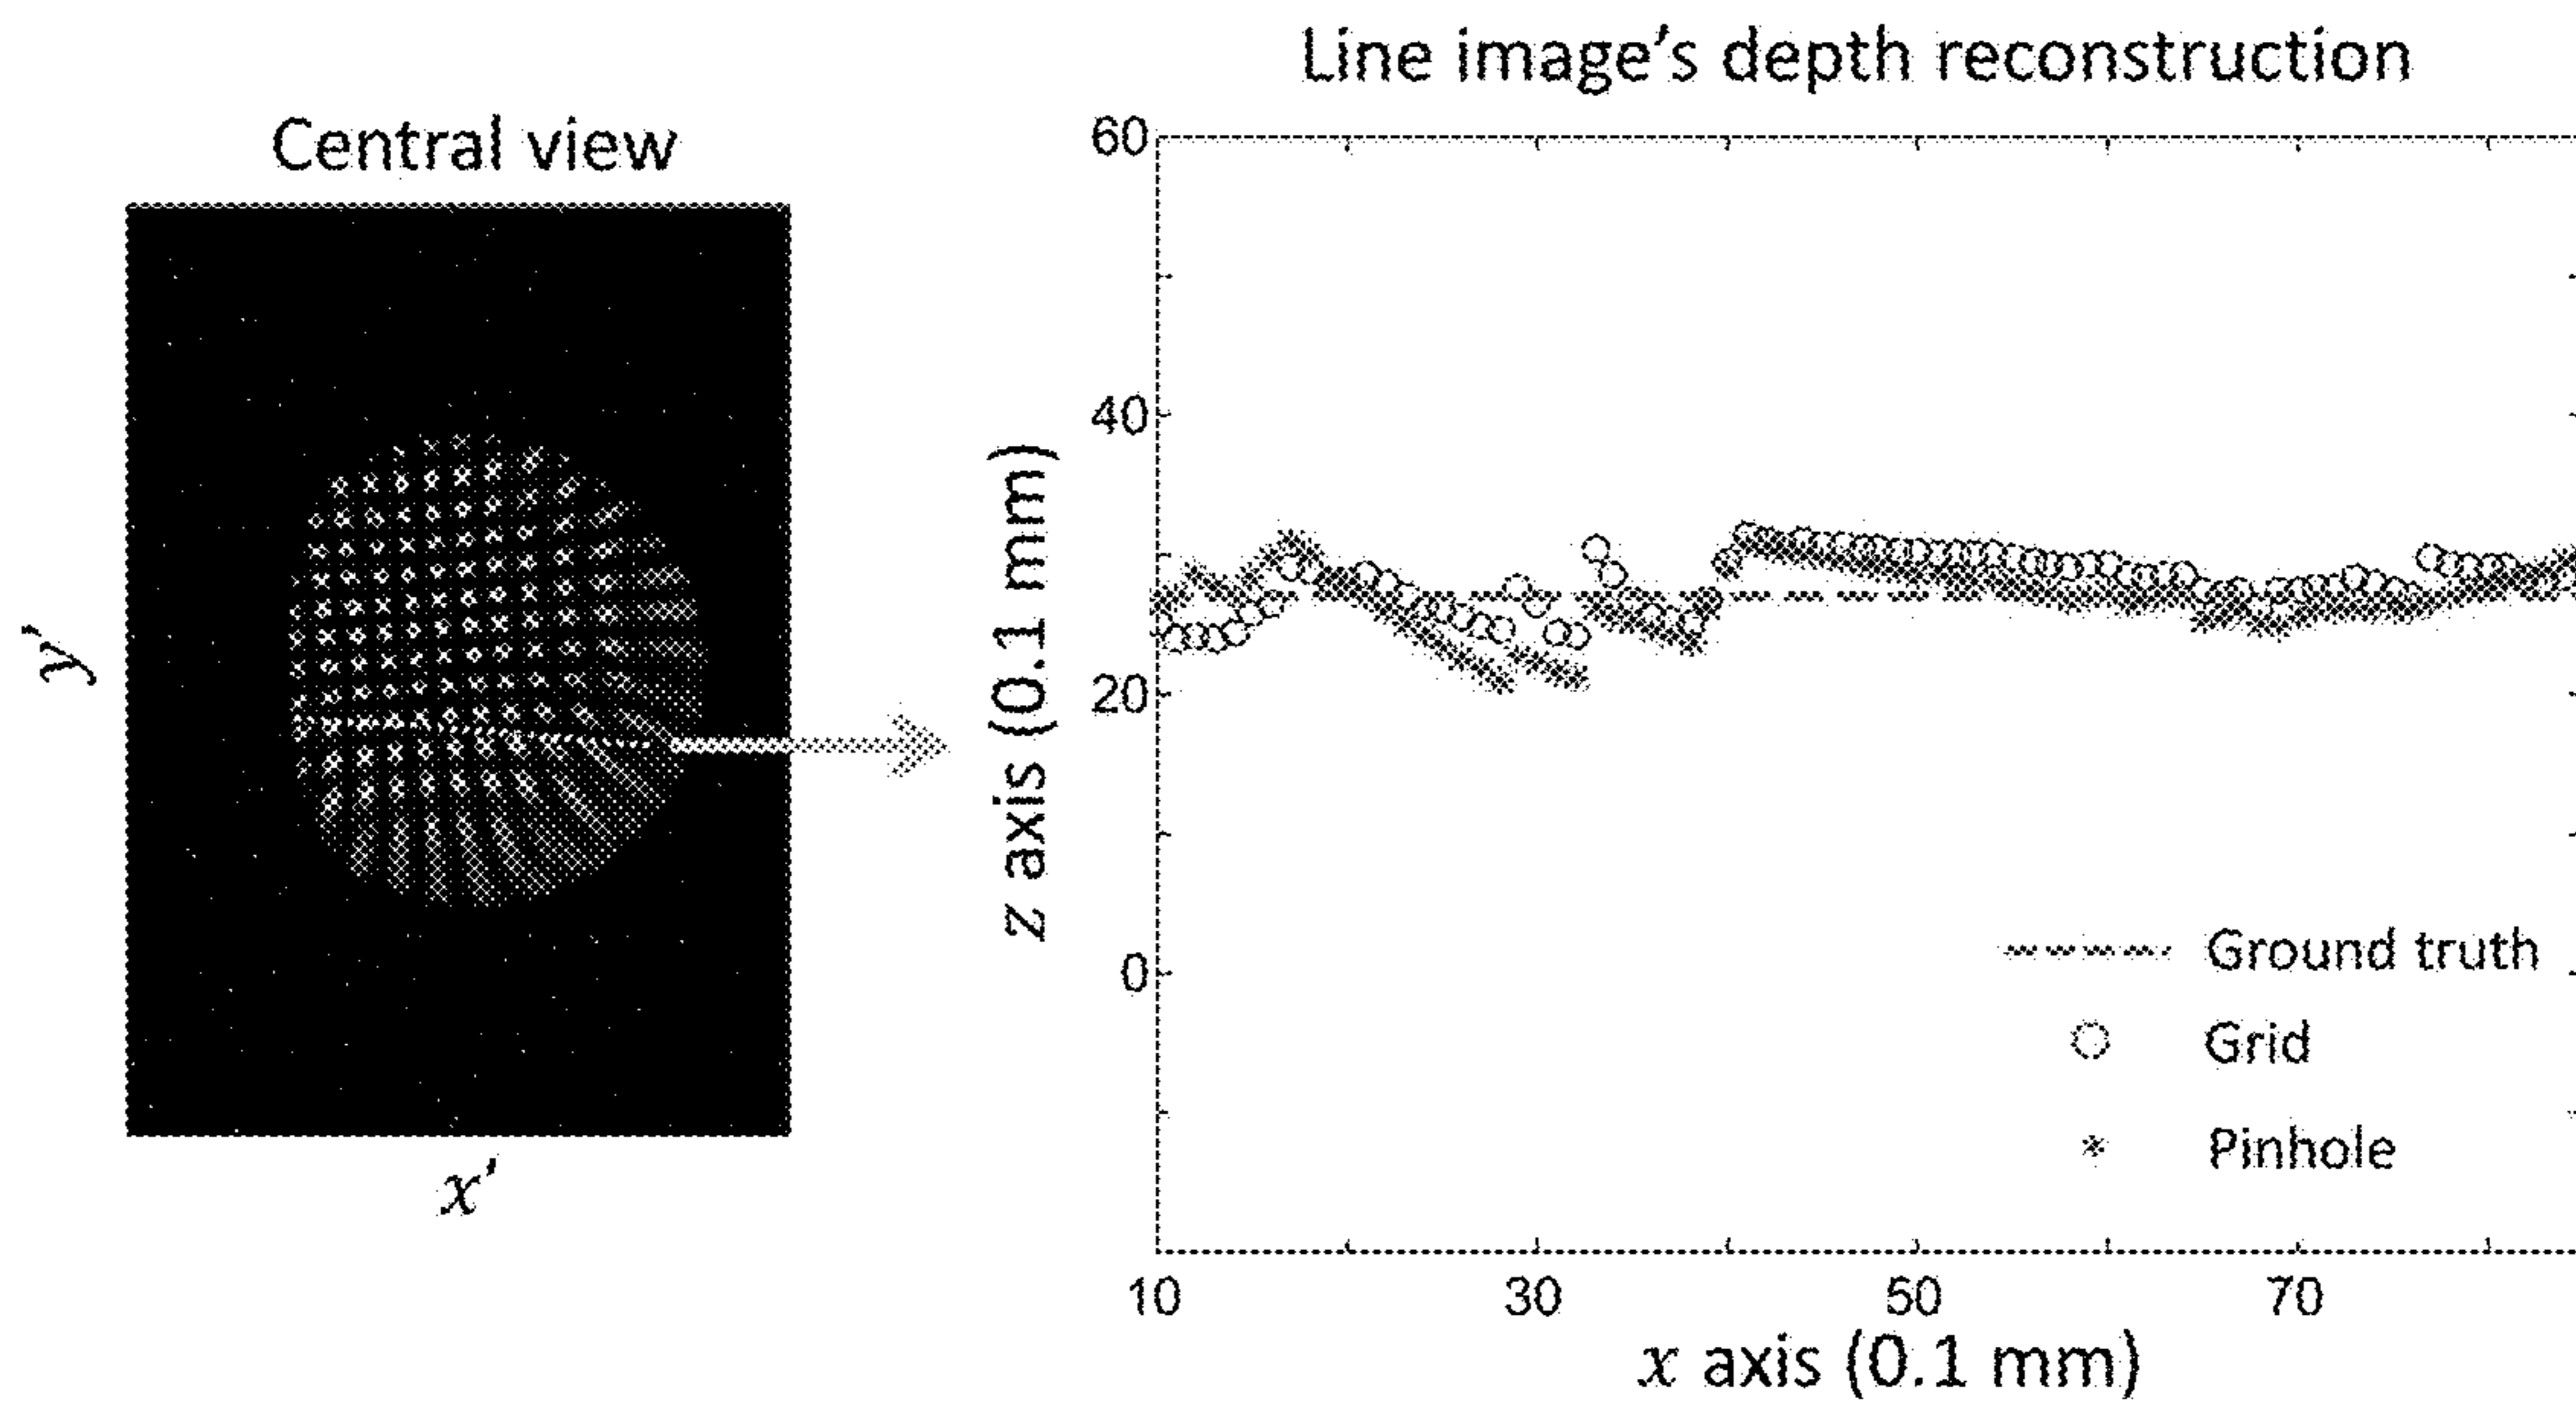 Line image's depth reconstruction
Central view
y'
x'
z axis (0.1 mm)
60
40
20
0
10 30 50 70
x axis (0.1 mm)
Ground truth
Grid
Pinhole